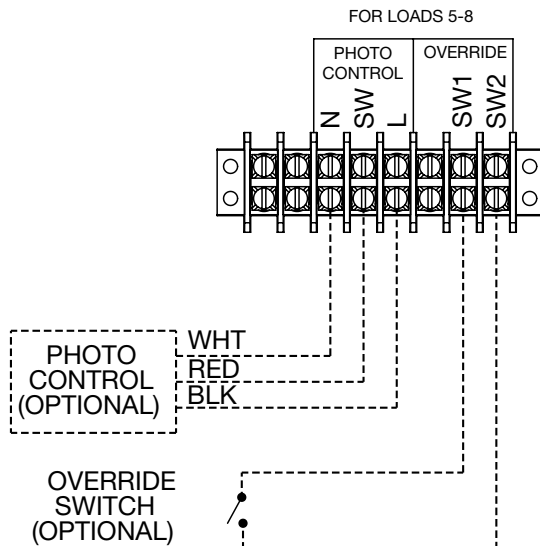 FOR LOADS 5-8
PHOTO
CONTROL
OVERRIDE
N
SW
L
SW1
SW2
WHT
RED
BLK
PHOTO
CONTROL
(OPTIONAL)
OVERRIDE
SWITCH
(OPTIONAL)